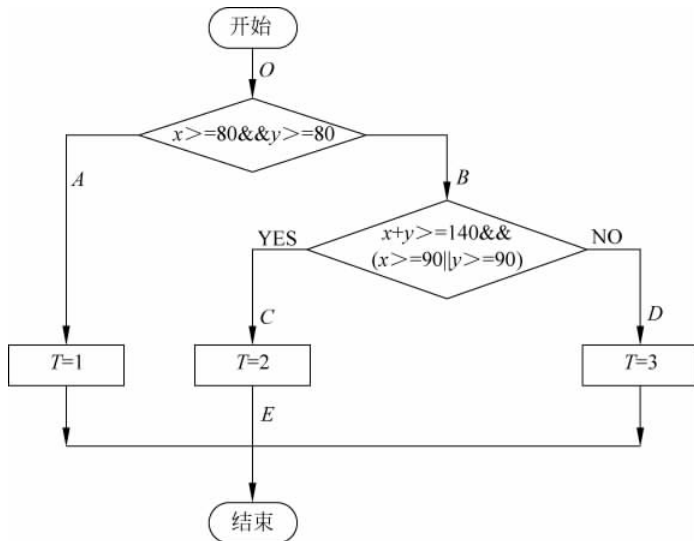 开始
O
x>=80&&y>=80
A
B
YES
x+y>=140&&
(x>=90||y>=90)
NO
C
D
T=1
T=2
T=3
E
结束